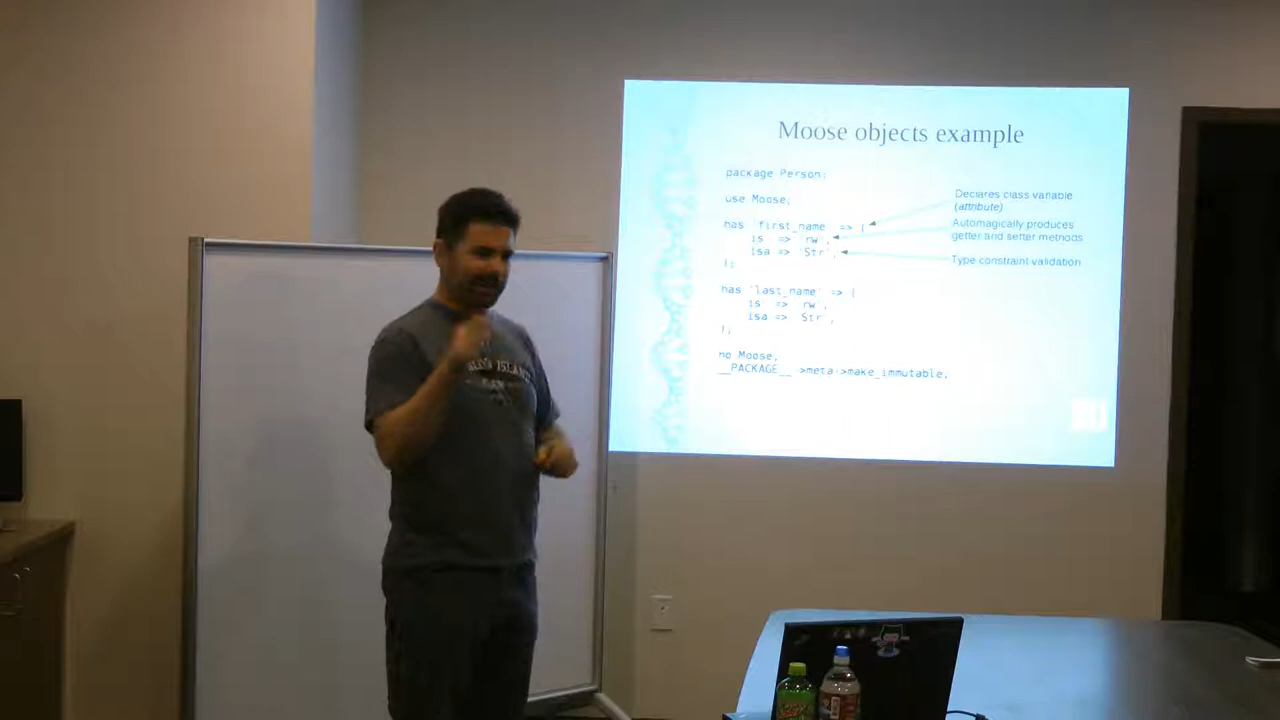 Moose objects example
package Person;
use Moose;
has 'first_name' => (
is => 'rw',
isa => 'Str',
);
has 'last_name' => (
is => 'rw',
isa => 'Str',
);
no Moose;
__PACKAGE__->meta->make_immutable;
Declares class variable
(attribute)
Automagically produces
getter and setter methods
Type constraint validation
ISLAND